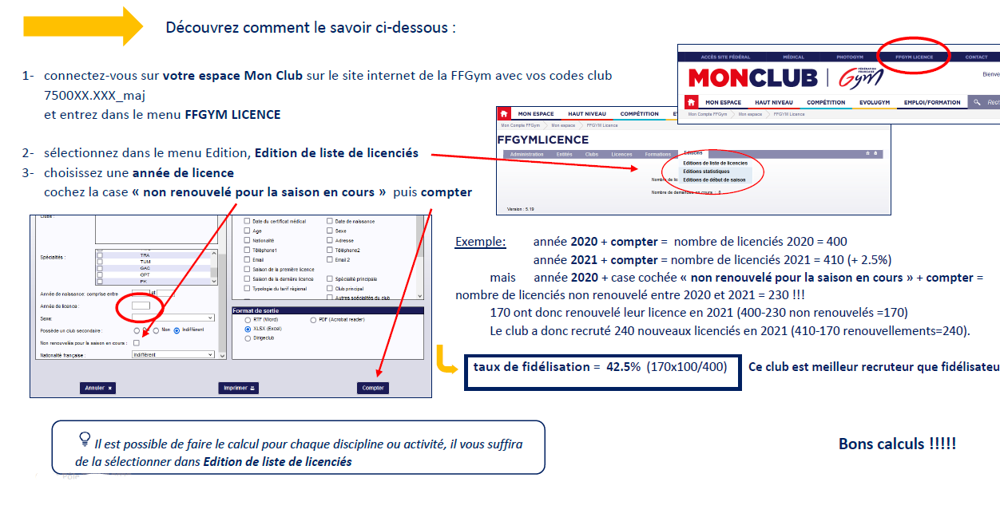 Découvrez comment le savoir ci-dessous :
ACCÈS SITE FÉDÉRAL MÉDICAL PHOTOGYM FFGYM LICENCE CONTACT
MONCLUB | FÉDÉRATION FRANÇAISE Gym
Bienve
MON ESPACE HAUT NIVEAU COMPÉTITION EVOLUGYM EMPLOI/FORMATION Rech
Mon Compte FFGym Mon espace FFGYM Licence
1- connectez-vous sur votre espace Mon Club sur le site internet de la FFGym avec vos codes club
7500XX.XXX_maj
et entrez dans le menu FFGYM LICENCE
2- sélectionnez dans le menu Edition, Edition de liste de licenciés
3- choisissez une année de licence
cochez la case « non renouvelé pour la saison en cours » puis compter
MON ESPACE HAUT NIVEAU COMPÉTITION E
Mon Compte FFGym Mon espace FFGYM Licence
FFGYMLICENCE
Administration Entités Clubs Licences Formations Editions
Editions de liste de licencies
Editions statistiques
Nombre de lic Editions de début de saison
Nombre de demandes en cours : 0
Version : 5.19
Clubs :
Spécialités :
TRA
TUM
GAC
GPT
PK
Année de naissance: comprise entre et
Année de licence :
Sexe:
Possède un club secondaire : Non Indifférent
Non renouvelés pour la saison en cours :
Nationalité française : Indifférent
Date du certificat médical Date de naissance
Age Sexe
Nationalité Adresse
Téléphone1 Téléphone2
Email Email 2
Saison de la première licence
Saison de la dernière licence Spécialité principale
Typologie du tarif régional Club principal
Autres spécialités du club
Format de sortie
RTF (Word) PDF (Acrobat reader)
XLSX (Excel)
Dirigeclub
Annuler × Imprimer Compter
Exemple: année 2020 + compter = nombre de licenciés 2020 = 400
année 2021 + compter = nombre de licenciés 2021 = 410 (+ 2.5%)
mais année 2020 + case cochée « non renouvelé pour la saison en cours » + compter =
nombre de licenciés non renouvelé entre 2020 et 2021 = 230 !!!
170 ont donc renouvelé leur licence en 2021 (400-230 non renouvelés =170)
Le club a donc recruté 240 nouveaux licenciés en 2021 (410-170 renouvellements=240).
taux de fidélisation = 42.5% (170x100/400)
Ce club est meilleur recruteur que fidélisateu
Il est possible de faire le calcul pour chaque discipline ou activité, il vous suffira
de la sélectionner dans Edition de liste de licenciés
Bons calculs !!!!!